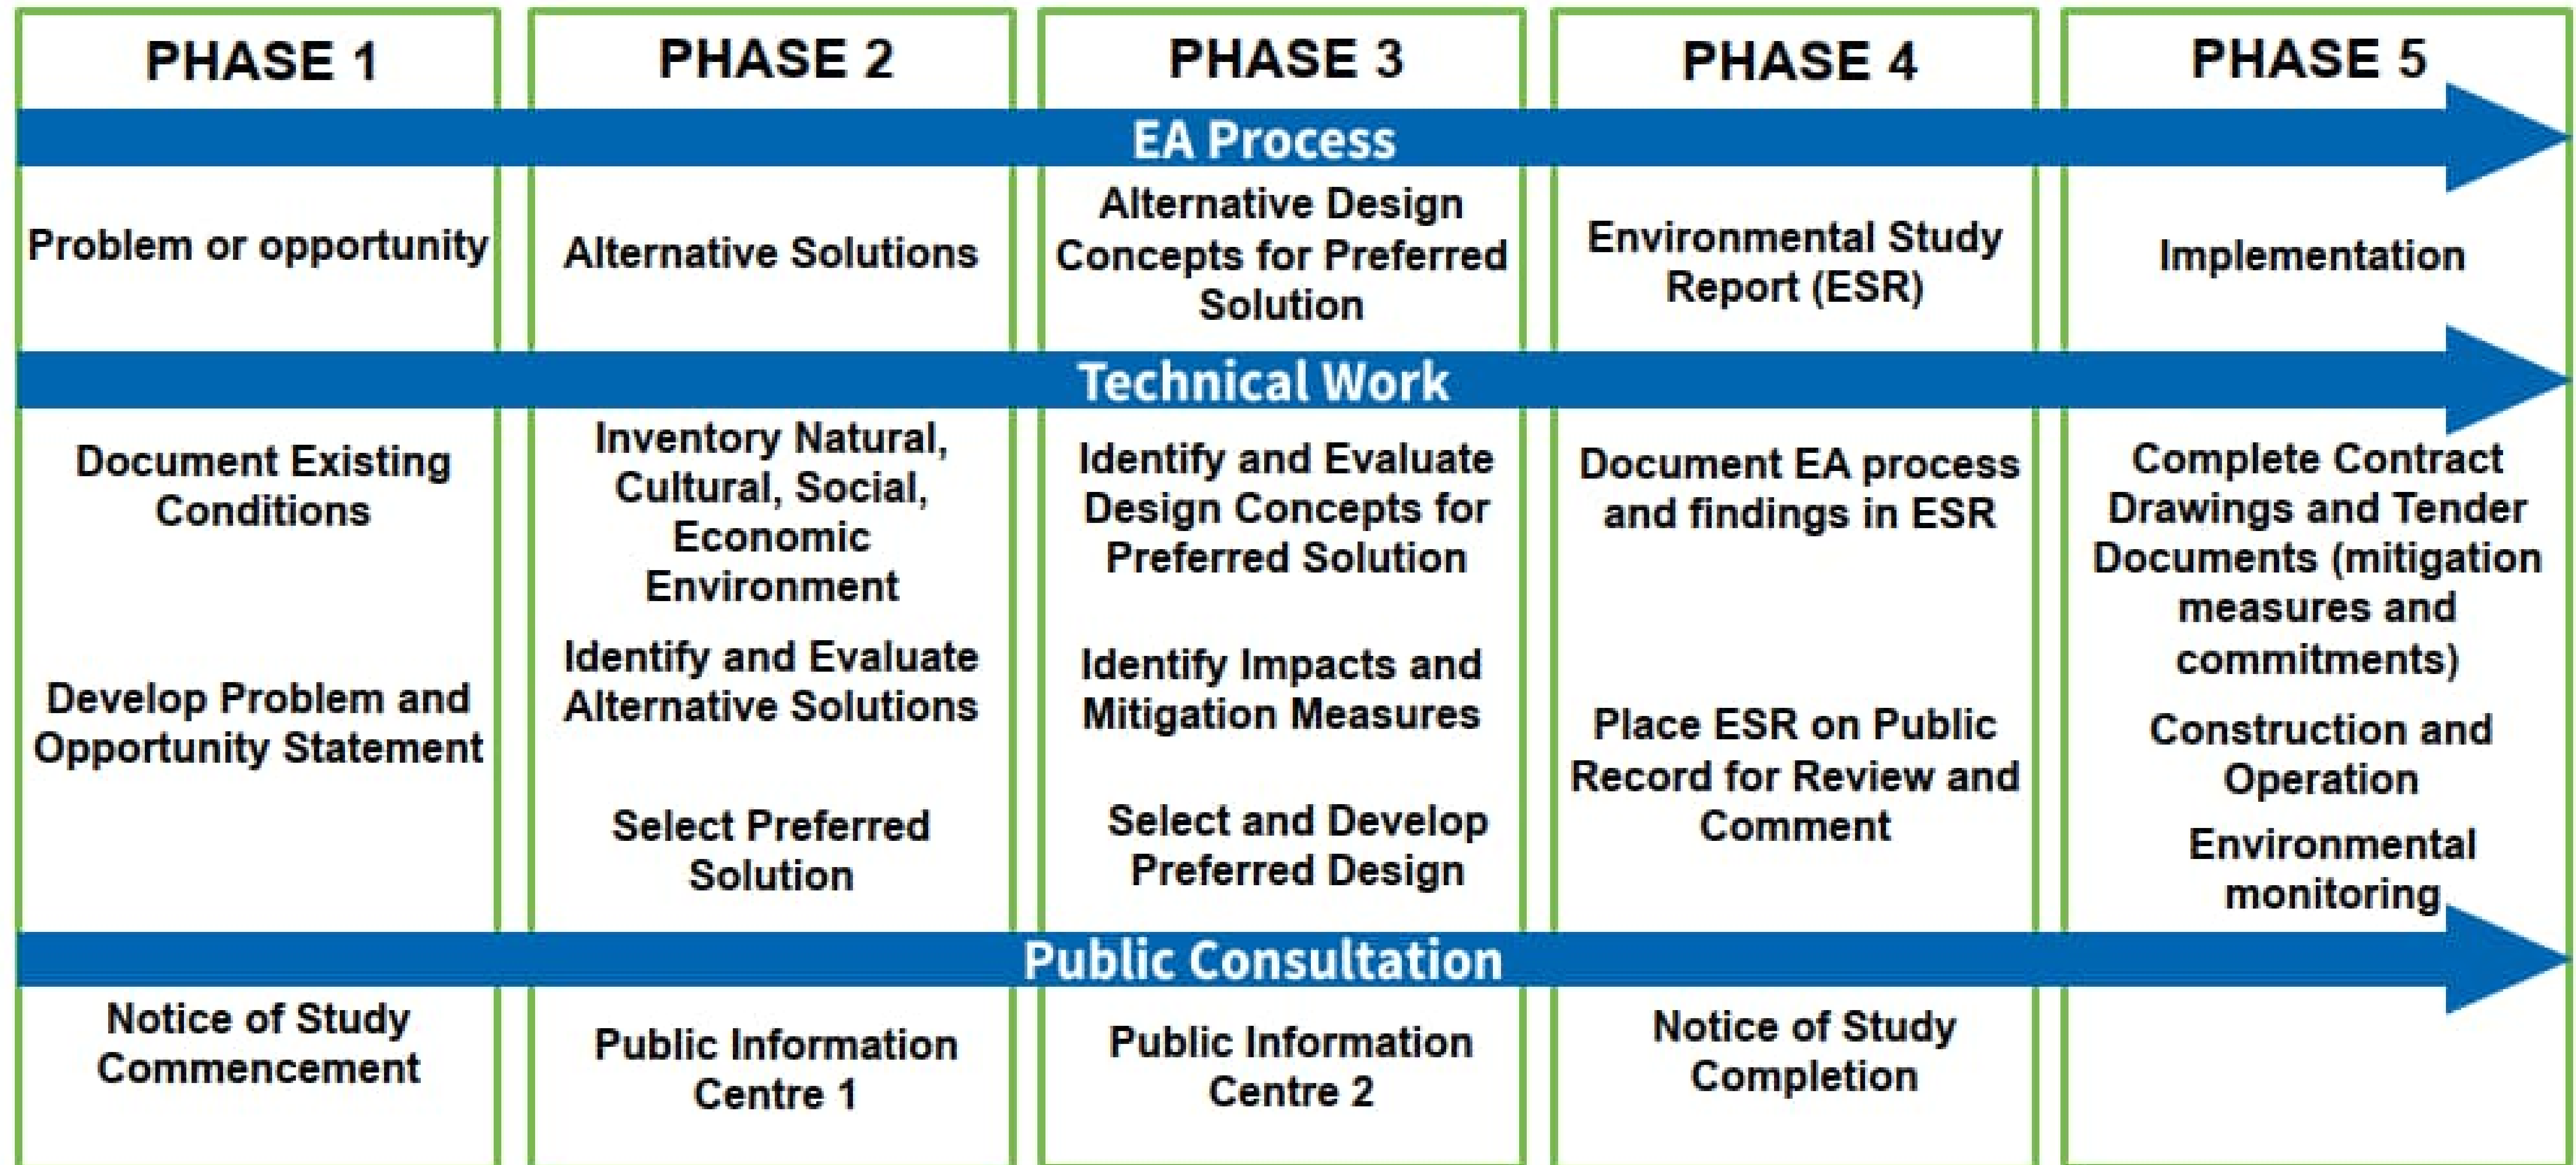 PHASE 1
PHASE 2
PHASE 3
PHASE 4
PHASE 5
EA Process
Problem or opportunity
Alternative Solutions
Alternative Design
Concepts for Preferred
Solution
Environmental Study
Report (ESR)
Implementation
Technical Work
Document Existing
Conditions
Develop Problem and
Opportunity Statement
Inventory Natural,
Cultural, Social,
Economic
Environment
Identify and Evaluate
Alternative Solutions
Select Preferred
Solution
Identify and Evaluate
Design Concepts for
Preferred Solution
Identify Impacts and
Mitigation Measures
Select and Develop
Preferred Design
Document EA process
and findings in ESR
Place ESR on Public
Record for Review and
Comment
Complete Contract
Drawings and Tender
Documents (mitigation
measures and
commitments)
Construction and
Operation
Environmental
monitoring
Public Consultation
Notice of Study
Commencement
Public Information
Centre 1
Public Information
Centre 2
Notice of Study
Completion